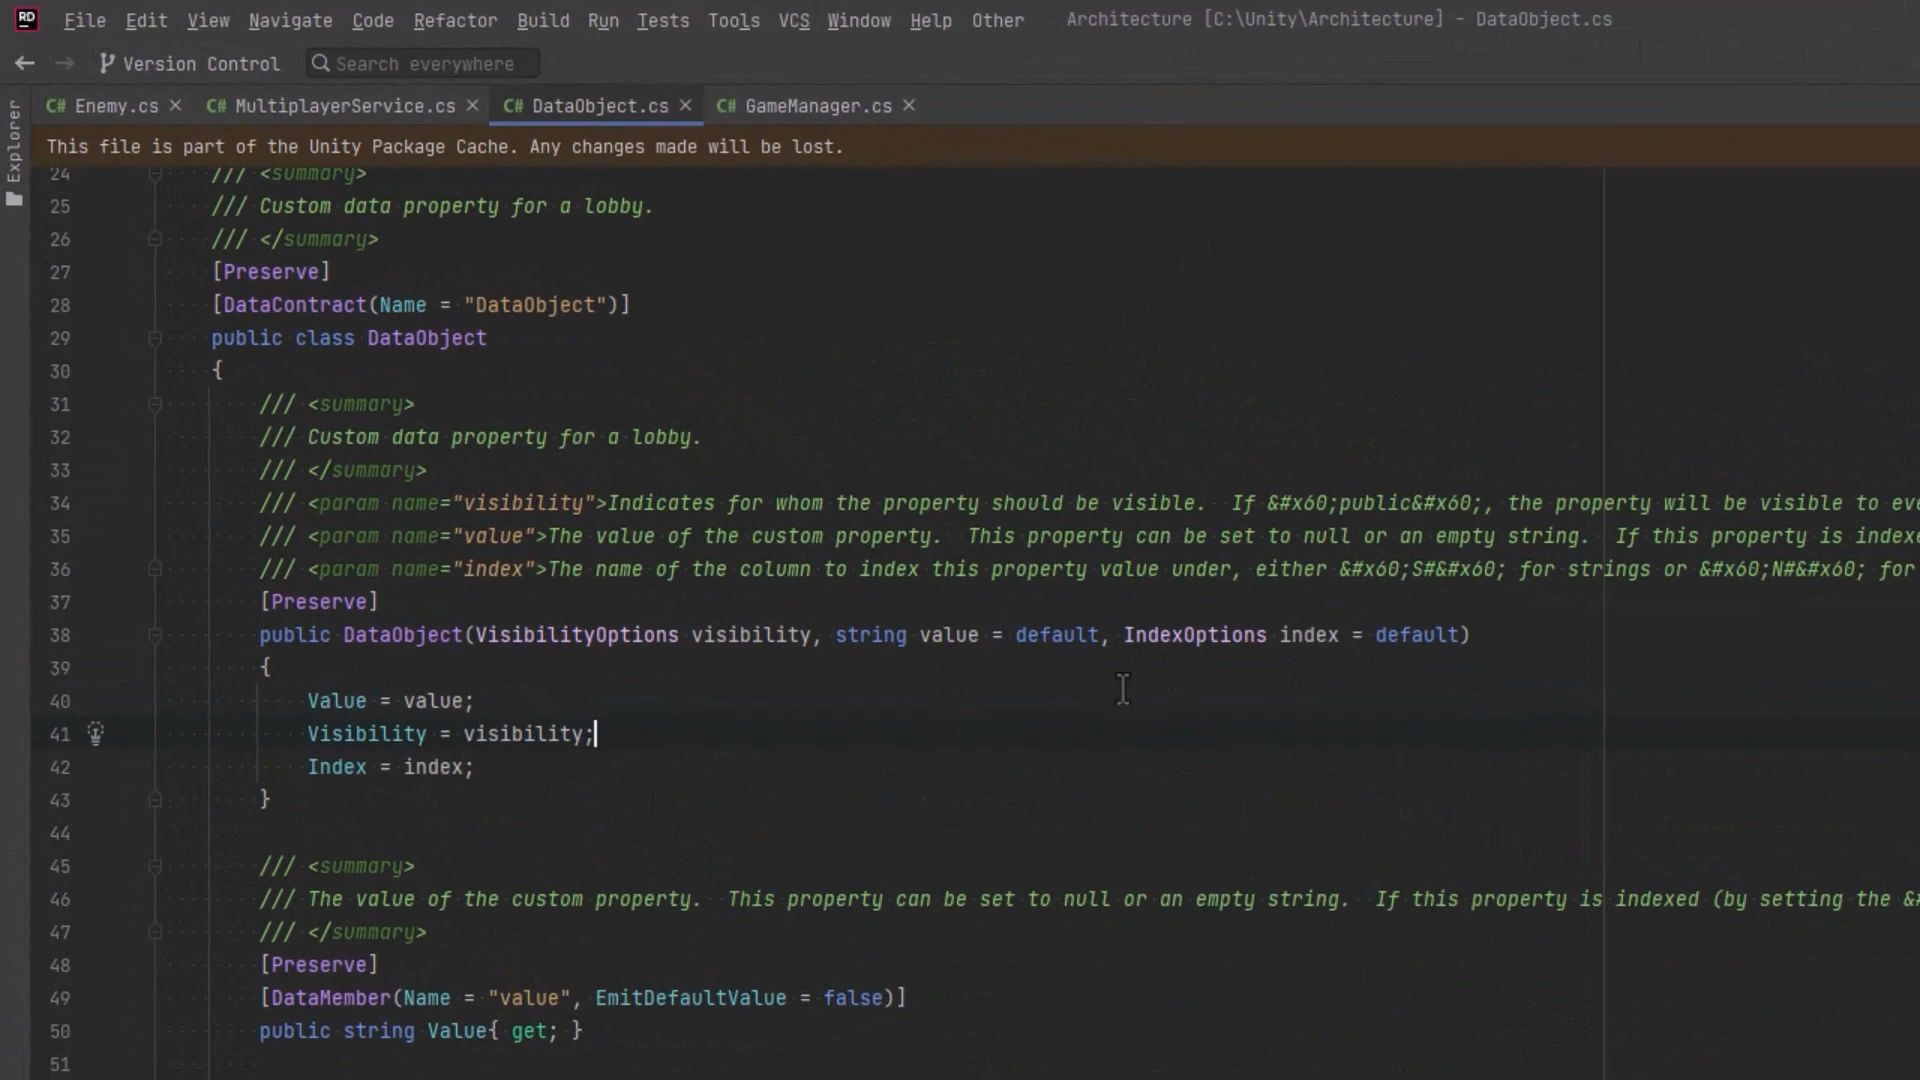 RD File Edit View Navigate Code Refactor Build Run Tests Tools VCS Window Help Other Architecture [C:\Unity\Architecture] - DataObject.cs
Version Control Search everywhere
Explorer
C# Enemy.cs C# MultiplayerService.cs C# DataObject.cs C# GameManager.cs
This file is part of the Unity Package Cache. Any changes made will be lost.
24 /// <summary>
25 /// Custom data property for a lobby.
26 /// </summary>
27 [Preserve]
28 [DataContract(Name = "DataObject")]
29 public class DataObject
30 {
31 /// <summary>
32 /// Custom data property for a lobby.
33 /// </summary>
34 /// <param name="visibility">Indicates for whom the property should be visible.  If &#x60;public&#x60;, the property will be visible to eve
35 /// <param name="value">The value of the custom property.  This property can be set to null or an empty string.  If this property is indexe
36 /// <param name="index">The name of the column to index this property value under, either &#x60;S#&#x60; for strings or &#x60;N#&#x60; for
37 [Preserve]
38 public DataObject(VisibilityOptions visibility, string value = default, IndexOptions index = default)
39 {
40 Value = value;
41 Visibility = visibility;
42 Index = index;
43 }
44
45 /// <summary>
46 /// The value of the custom property.  This property can be set to null or an empty string.  If this property is indexed (by setting the &#
47 /// </summary>
48 [Preserve]
49 [DataMember(Name = "value", EmitDefaultValue = false)]
50 public string Value{ get; }
51